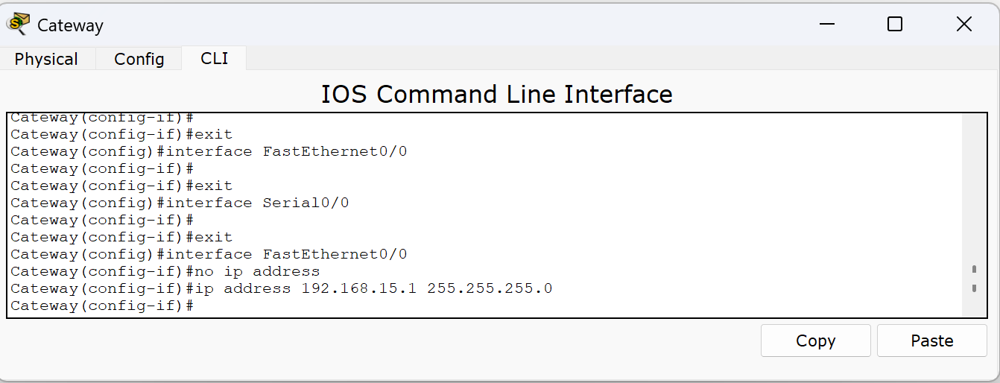 Cateway
Physical Config CLI
IOS Command Line Interface
Cateway(config-if)#
Cateway(config-if)#exit
Cateway(config)#interface FastEthernet0/0
Cateway(config-if)#
Cateway(config-if)#exit
Cateway(config)#interface Serial0/0
Cateway(config-if)#
Cateway(config-if)#exit
Cateway(config)#interface FastEthernet0/0
Cateway(config-if)#no ip address
Cateway(config-if)#ip address 192.168.15.1 255.255.255.0
Cateway(config-if)#
Copy Paste